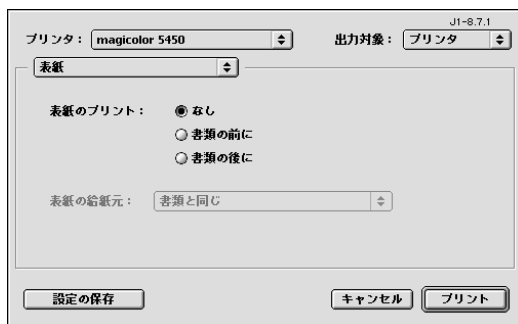 J1-8.7.1
プリンタ： magicolor 5450 出力対象： プリンタ
表紙
表紙のプリント： なし
書類の前に
書類の後に
表紙の給紙元： 書類と同じ
設定の保存 キャンセル プリント